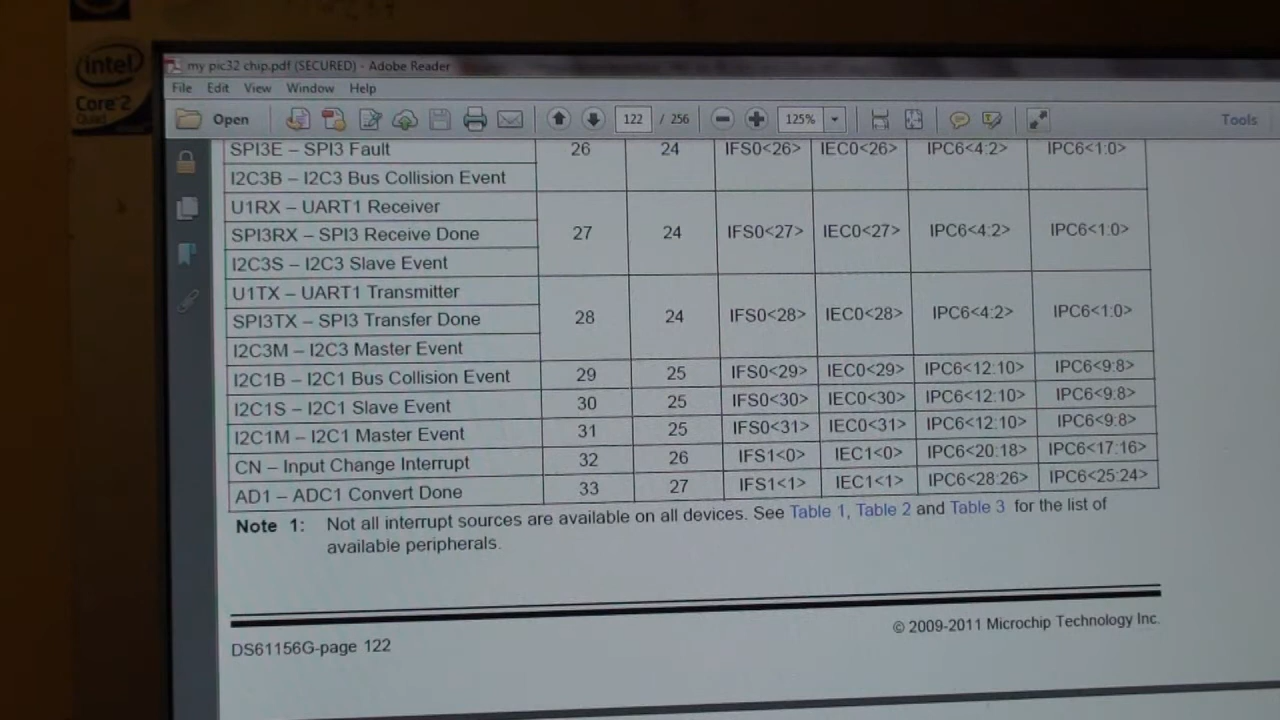 intel
Core 2
Quad
my pic32 chip.pdf (SECURED) - Adobe Reader
File Edit View Window Help
Open 122 / 256 125% Tools
SPI3E – SPI3 Fault 26 24 IFS0<26> IEC0<26> IPC6<4:2> IPC6<1:0>
I2C3B – I2C3 Bus Collision Event
U1RX – UART1 Receiver
SPI3RX – SPI3 Receive Done 27 24 IFS0<27> IEC0<27> IPC6<4:2> IPC6<1:0>
I2C3S – I2C3 Slave Event
U1TX – UART1 Transmitter
SPI3TX – SPI3 Transfer Done 28 24 IFS0<28> IEC0<28> IPC6<4:2> IPC6<1:0>
I2C3M – I2C3 Master Event
I2C1B – I2C1 Bus Collision Event 29 25 IFS0<29> IEC0<29> IPC6<12:10> IPC6<9:8>
I2C1S – I2C1 Slave Event 30 25 IFS0<30> IEC0<30> IPC6<12:10> IPC6<9:8>
I2C1M – I2C1 Master Event 31 25 IFS0<31> IEC0<31> IPC6<12:10> IPC6<9:8>
CN – Input Change Interrupt 32 26 IFS1<0> IEC1<0> IPC6<20:18> IPC6<17:16>
AD1 – ADC1 Convert Done 33 27 IFS1<1> IEC1<1> IPC6<28:26> IPC6<25:24>
Note 1: Not all interrupt sources are available on all devices. See Table 1, Table 2 and Table 3 for the list of
available peripherals.
DS61156G-page 122 © 2009-2011 Microchip Technology Inc.